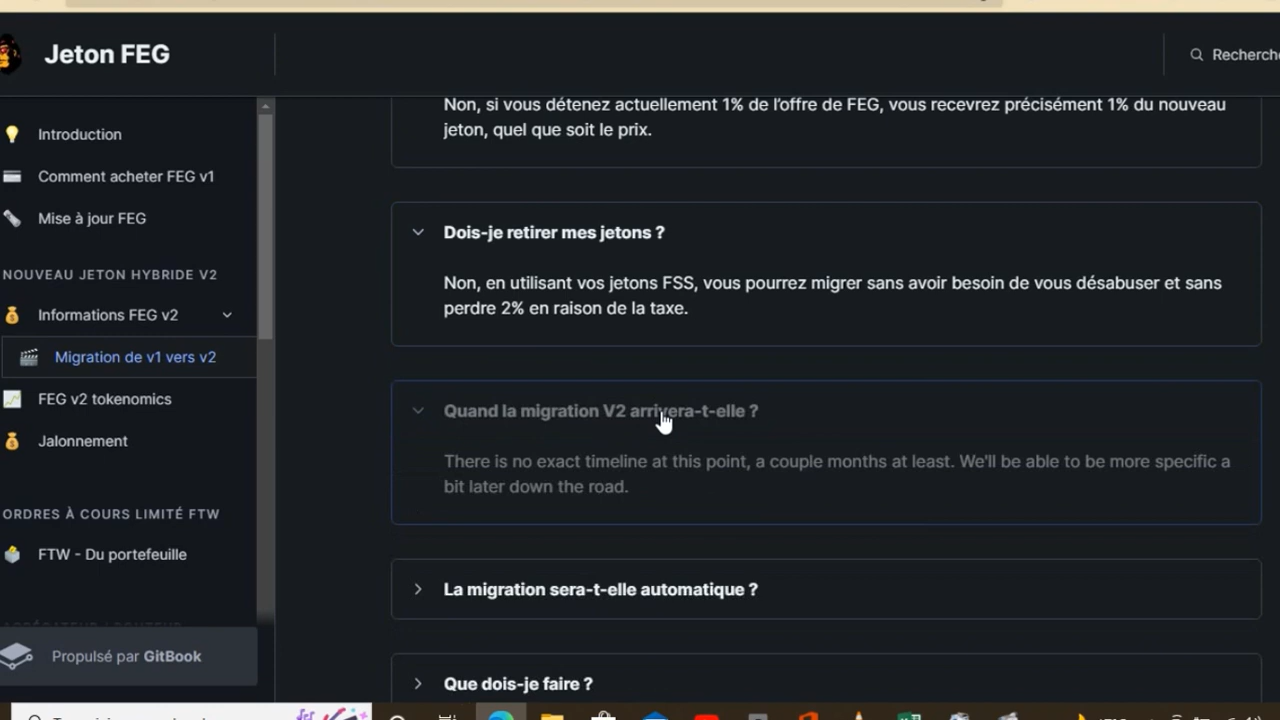 Jeton FEG
Recherch
Introduction
Comment acheter FEG v1
Mise à jour FEG
NOUVEAU JETON HYBRIDE V2
Informations FEG v2
Migration de v1 vers v2
FEG v2 tokenomics
Jalonnement
ORDRES À COURS LIMITÉ FTW
FTW - Du portefeuille
Propulsé par GitBook
Non, si vous détenez actuellement 1% de l'offre de FEG, vous recevrez précisément 1% du nouveau
jeton, quel que soit le prix.
Dois-je retirer mes jetons ?
Non, en utilisant vos jetons FSS, vous pourrez migrer sans avoir besoin de vous désabuser et sans
perdre 2% en raison de la taxe.
Quand la migration V2 arrivera-t-elle ?
There is no exact timeline at this point, a couple months at least. We'll be able to be more specific a
bit later down the road.
La migration sera-t-elle automatique ?
Que dois-je faire ?